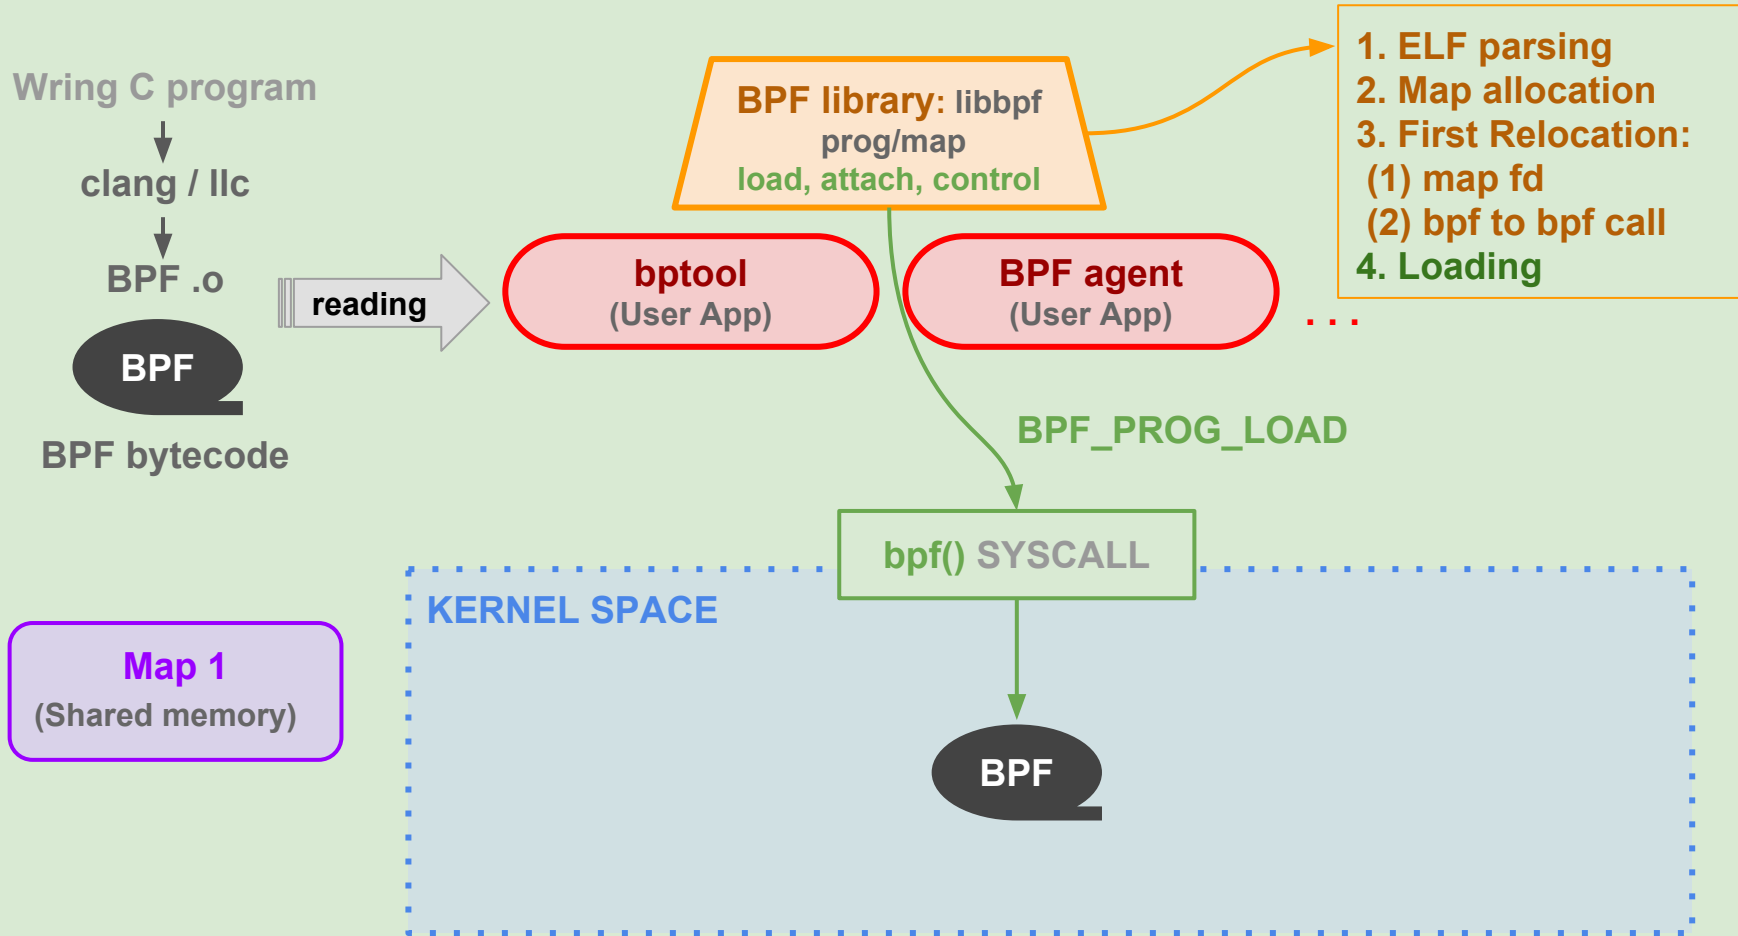 Wring C program
clang / llc
BPF .o
BPF
BPF bytecode
reading
BPF library: libbpf
prog/map
load, attach, control
bptool
(User App)
BPF agent
(User App)
. . .
1. ELF parsing
2. Map allocation
3. First Relocation:
(1) map fd
(2) bpf to bpf call
4. Loading
BPF_PROG_LOAD
bpf() SYSCALL
KERNEL SPACE
Map 1
(Shared memory)
BPF